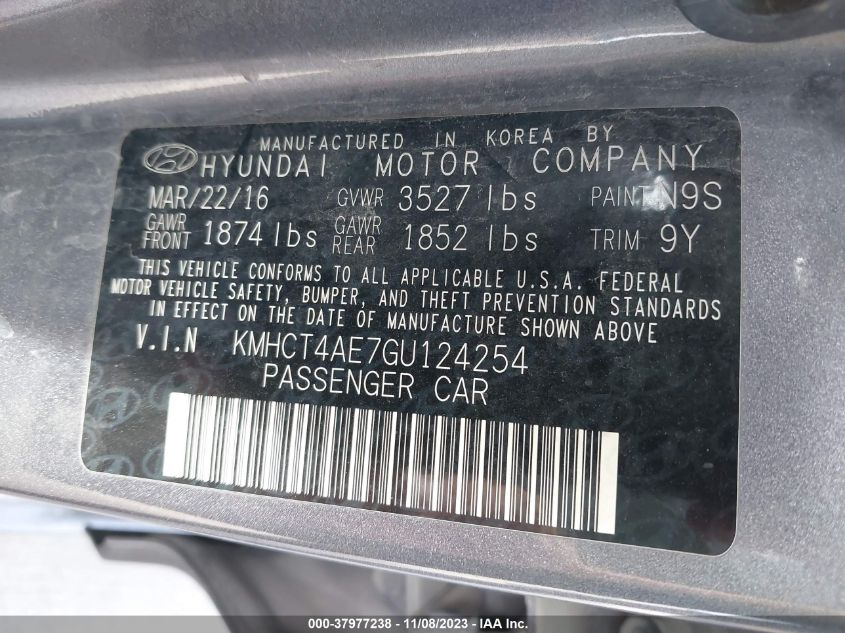 MANUFACTURED IN KOREA BY
HYUNDAI MOTOR COMPANY
MAR/22/16 GVWR 3527 lbs PAINT N9S
GAWR FRONT 1874 lbs GAWR REAR 1852 lbs TRIM 9Y
THIS VEHICLE CONFORMS TO ALL APPLICABLE U.S.A. FEDERAL
MOTOR VEHICLE SAFETY, BUMPER, AND THEFT PREVENTION STANDARDS
IN EFFECT ON THE DATE OF MANUFACTURE SHOWN ABOVE
V.I.N KMHCT4AE7GU124254
PASSENGER CAR
000-37977238 - 11/08/2023 - IAA Inc.